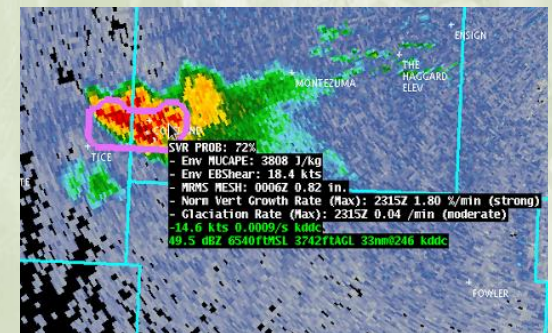 ENSIGN
THE
HAGGARD
ELEV
MONTEZUMA
TICE
SVR PROB: 72%
- Env MUCAPE: 3808 J/kg
- Env EBShear: 18.4 kts
- MRMS MESH: 0006Z 0.82 in.
- Norm Vert Growth Rate (Max): 2315Z 1.80 %/min (strong)
- Glaciation Rate (Max): 2315Z 0.04 /min (moderate)
-14.6 kts 0.0009/s kddc
49.5 dBZ 6540ftMSL 3742ftAGL 33nm@246 kddc
FOWLER